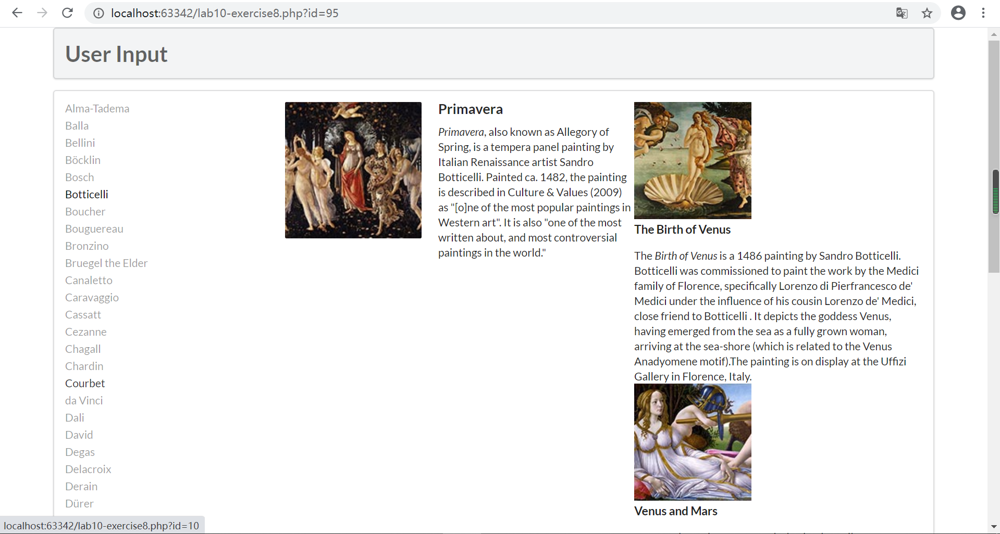 localhost:63342/lab10-exercise8.php?id=95
User Input
Alma-Tadema
Balla
Bellini
Böcklin
Bosch
Botticelli
Boucher
Bouguereau
Bronzino
Bruegel the Elder
Canaletto
Caravaggio
Cassatt
Cezanne
Chagall
Chardin
Courbet
da Vinci
Dali
David
Degas
Delacroix
Derain
Dürer
Primavera
Primavera, also known as Allegory of
Spring, is a tempera panel painting by
Italian Renaissance artist Sandro
Botticelli. Painted ca. 1482, the painting
is described in Culture & Values (2009)
as "[o]ne of the most popular paintings in
Western art". It is also "one of the most
written about, and most controversial
paintings in the world."
The Birth of Venus
The Birth of Venus is a 1486 painting by Sandro Botticelli.
Botticelli was commissioned to paint the work by the Medici
family of Florence, specifically Lorenzo di Pierfrancesco de'
Medici under the influence of his cousin Lorenzo de' Medici,
close friend to Botticelli . It depicts the goddess Venus,
having emerged from the sea as a fully grown woman,
arriving at the sea-shore (which is related to the Venus
Anadyomene motif).The painting is on display at the Uffizi
Gallery in Florence, Italy.
Venus and Mars
localhost:63342/lab10-exercise8.php?id=10